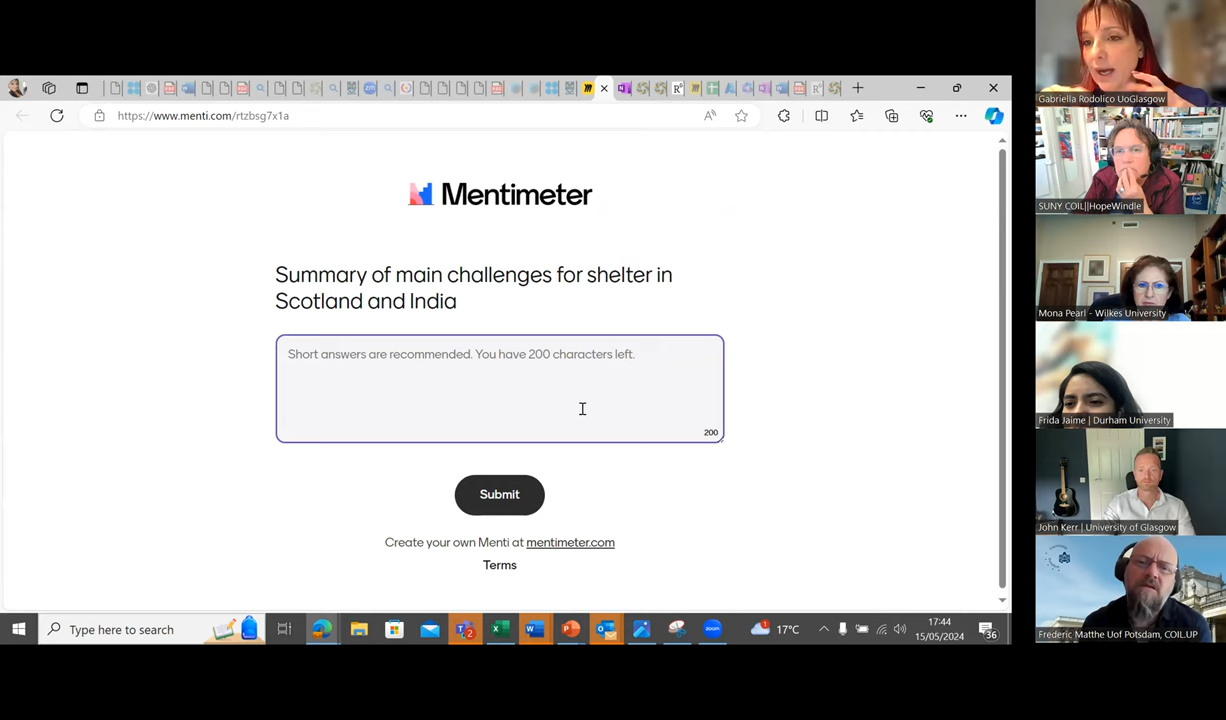 https://www.menti.com/rtzbsg7x1a
Mentimeter
Summary of main challenges for shelter in
Scotland and India
Short answers are recommended. You have 200 characters left.
200
Submit
Create your own Menti at mentimeter.com
Terms
Type here to search
17°C
17:44
15/05/2024
36
Gabriella Rodolico UoGlasgow
SUNY COIL||HopeWindle
Mona Pearl - Wilkes University
Frida Jaime | Durham University
John Kerr | University of Glasgow
Frederic Matthe Uof Potsdam, COIL.UP